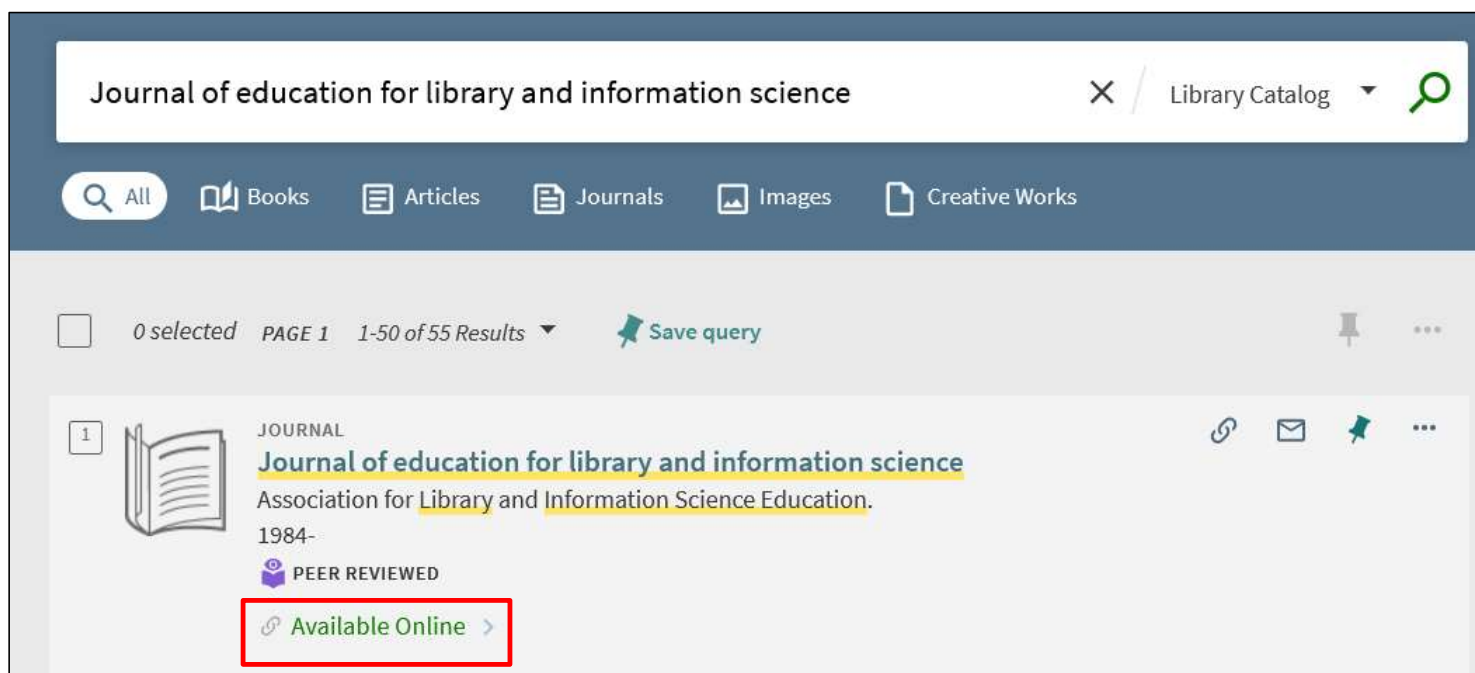 Journal of education for library and information science Library Catalog
All Books Articles Journals Images Creative Works
0 selected PAGE 1 1-50 of 55 Results Save query
1
JOURNAL
Journal of education for library and information science
Association for Library and Information Science Education.
1984-
PEER REVIEWED
Available Online